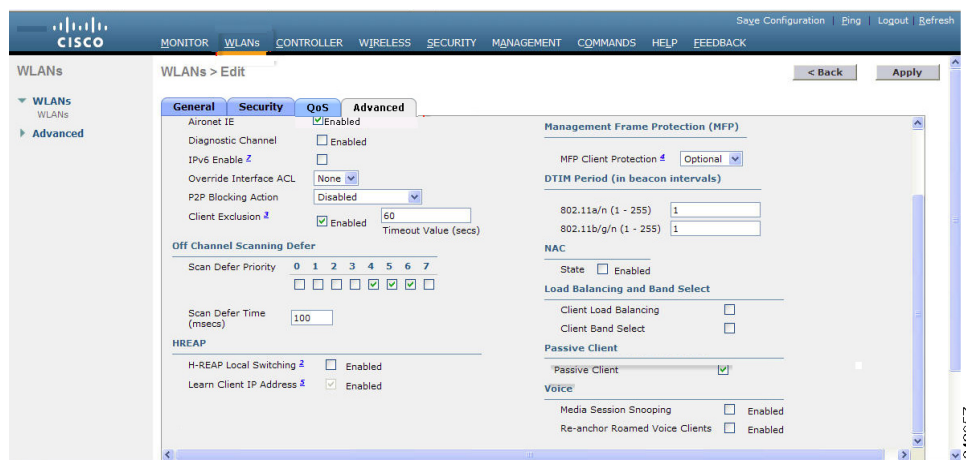 Save Configuration | Ping | Logout | Refresh
CISCO
MONITOR WLANs CONTROLLER WIRELESS SECURITY MANAGEMENT COMMANDS HELP FEEDBACK
WLANs
WLANs
WLANs
Advanced
WLANs > Edit
< Back
Apply
General Security QoS Advanced
Aironet IE Enabled
Diagnostic Channel Enabled
IPv6 Enable 7
Override Interface ACL None
P2P Blocking Action Disabled
Client Exclusion 3 Enabled 60
Timeout Value (secs)
Off Channel Scanning Defer
Scan Defer Priority 0 1 2 3 4 5 6 7
Scan Defer Time (msecs) 100
HREAP
H-REAP Local Switching 2 Enabled
Learn Client IP Address 5 Enabled
Management Frame Protection (MFP)
MFP Client Protection 4 Optional
DTIM Period (in beacon intervals)
802.11a/n (1 - 255) 1
802.11b/g/n (1 - 255) 1
NAC
State Enabled
Load Balancing and Band Select
Client Load Balancing
Client Band Select
Passive Client
Passive Client
Voice
Media Session Snooping Enabled
Re-anchor Roamed Voice Clients Enabled